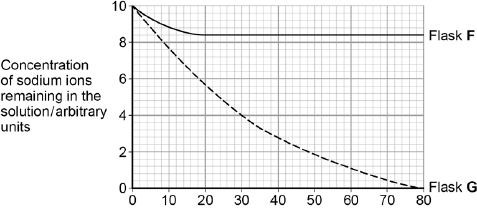 10
8
6
4
2
0
Concentration
of sodium ions
remaining in the
solution/arbitrary
units
Flask F
Flask G
0 10 20 30 40 50 60 70 80